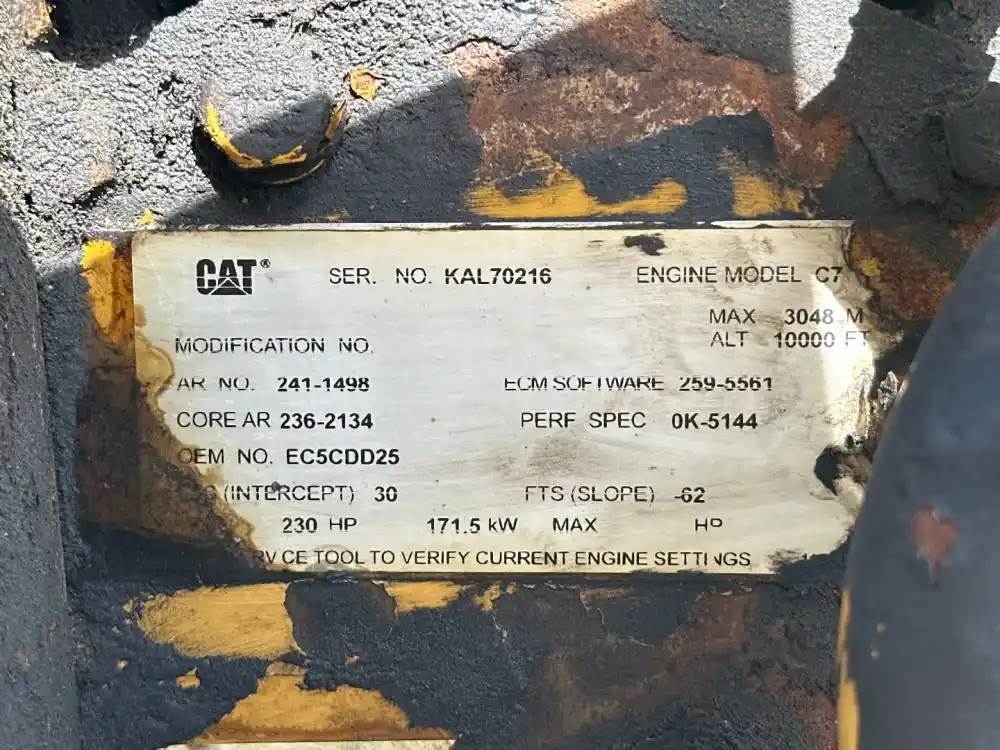 CAT® SER. NO. KAL70216 ENGINE MODEL C7
MAX 3048 M
ALT 10000 FT
MODIFICATION NO.
AR NO. 241-1498 ECM SOFTWARE 259-5561
CORE AR 236-2134 PERF SPEC 0K-5144
OEM NO. EC5CDD25
(INTERCEPT) 30 FTS (SLOPE) -62
230 HP 171.5 kW MAX HP
TOOL TO VERIFY CURRENT ENGINE SETTINGS